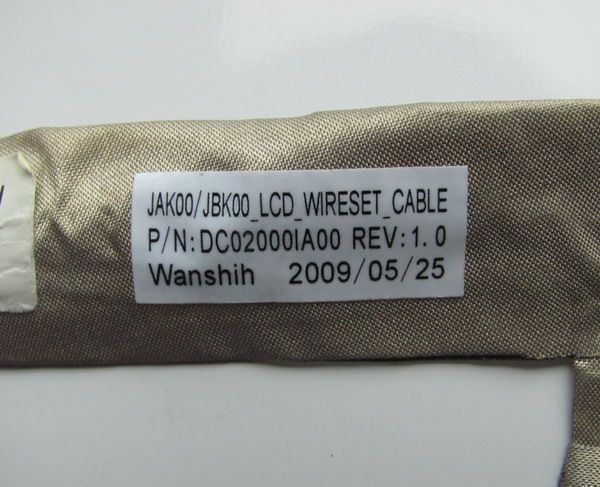 JAK00/JBK00_LCD_WIRESET_CABLE
P/N:DC02000IA00 REV:1.0
Wanshih 2009/05/25